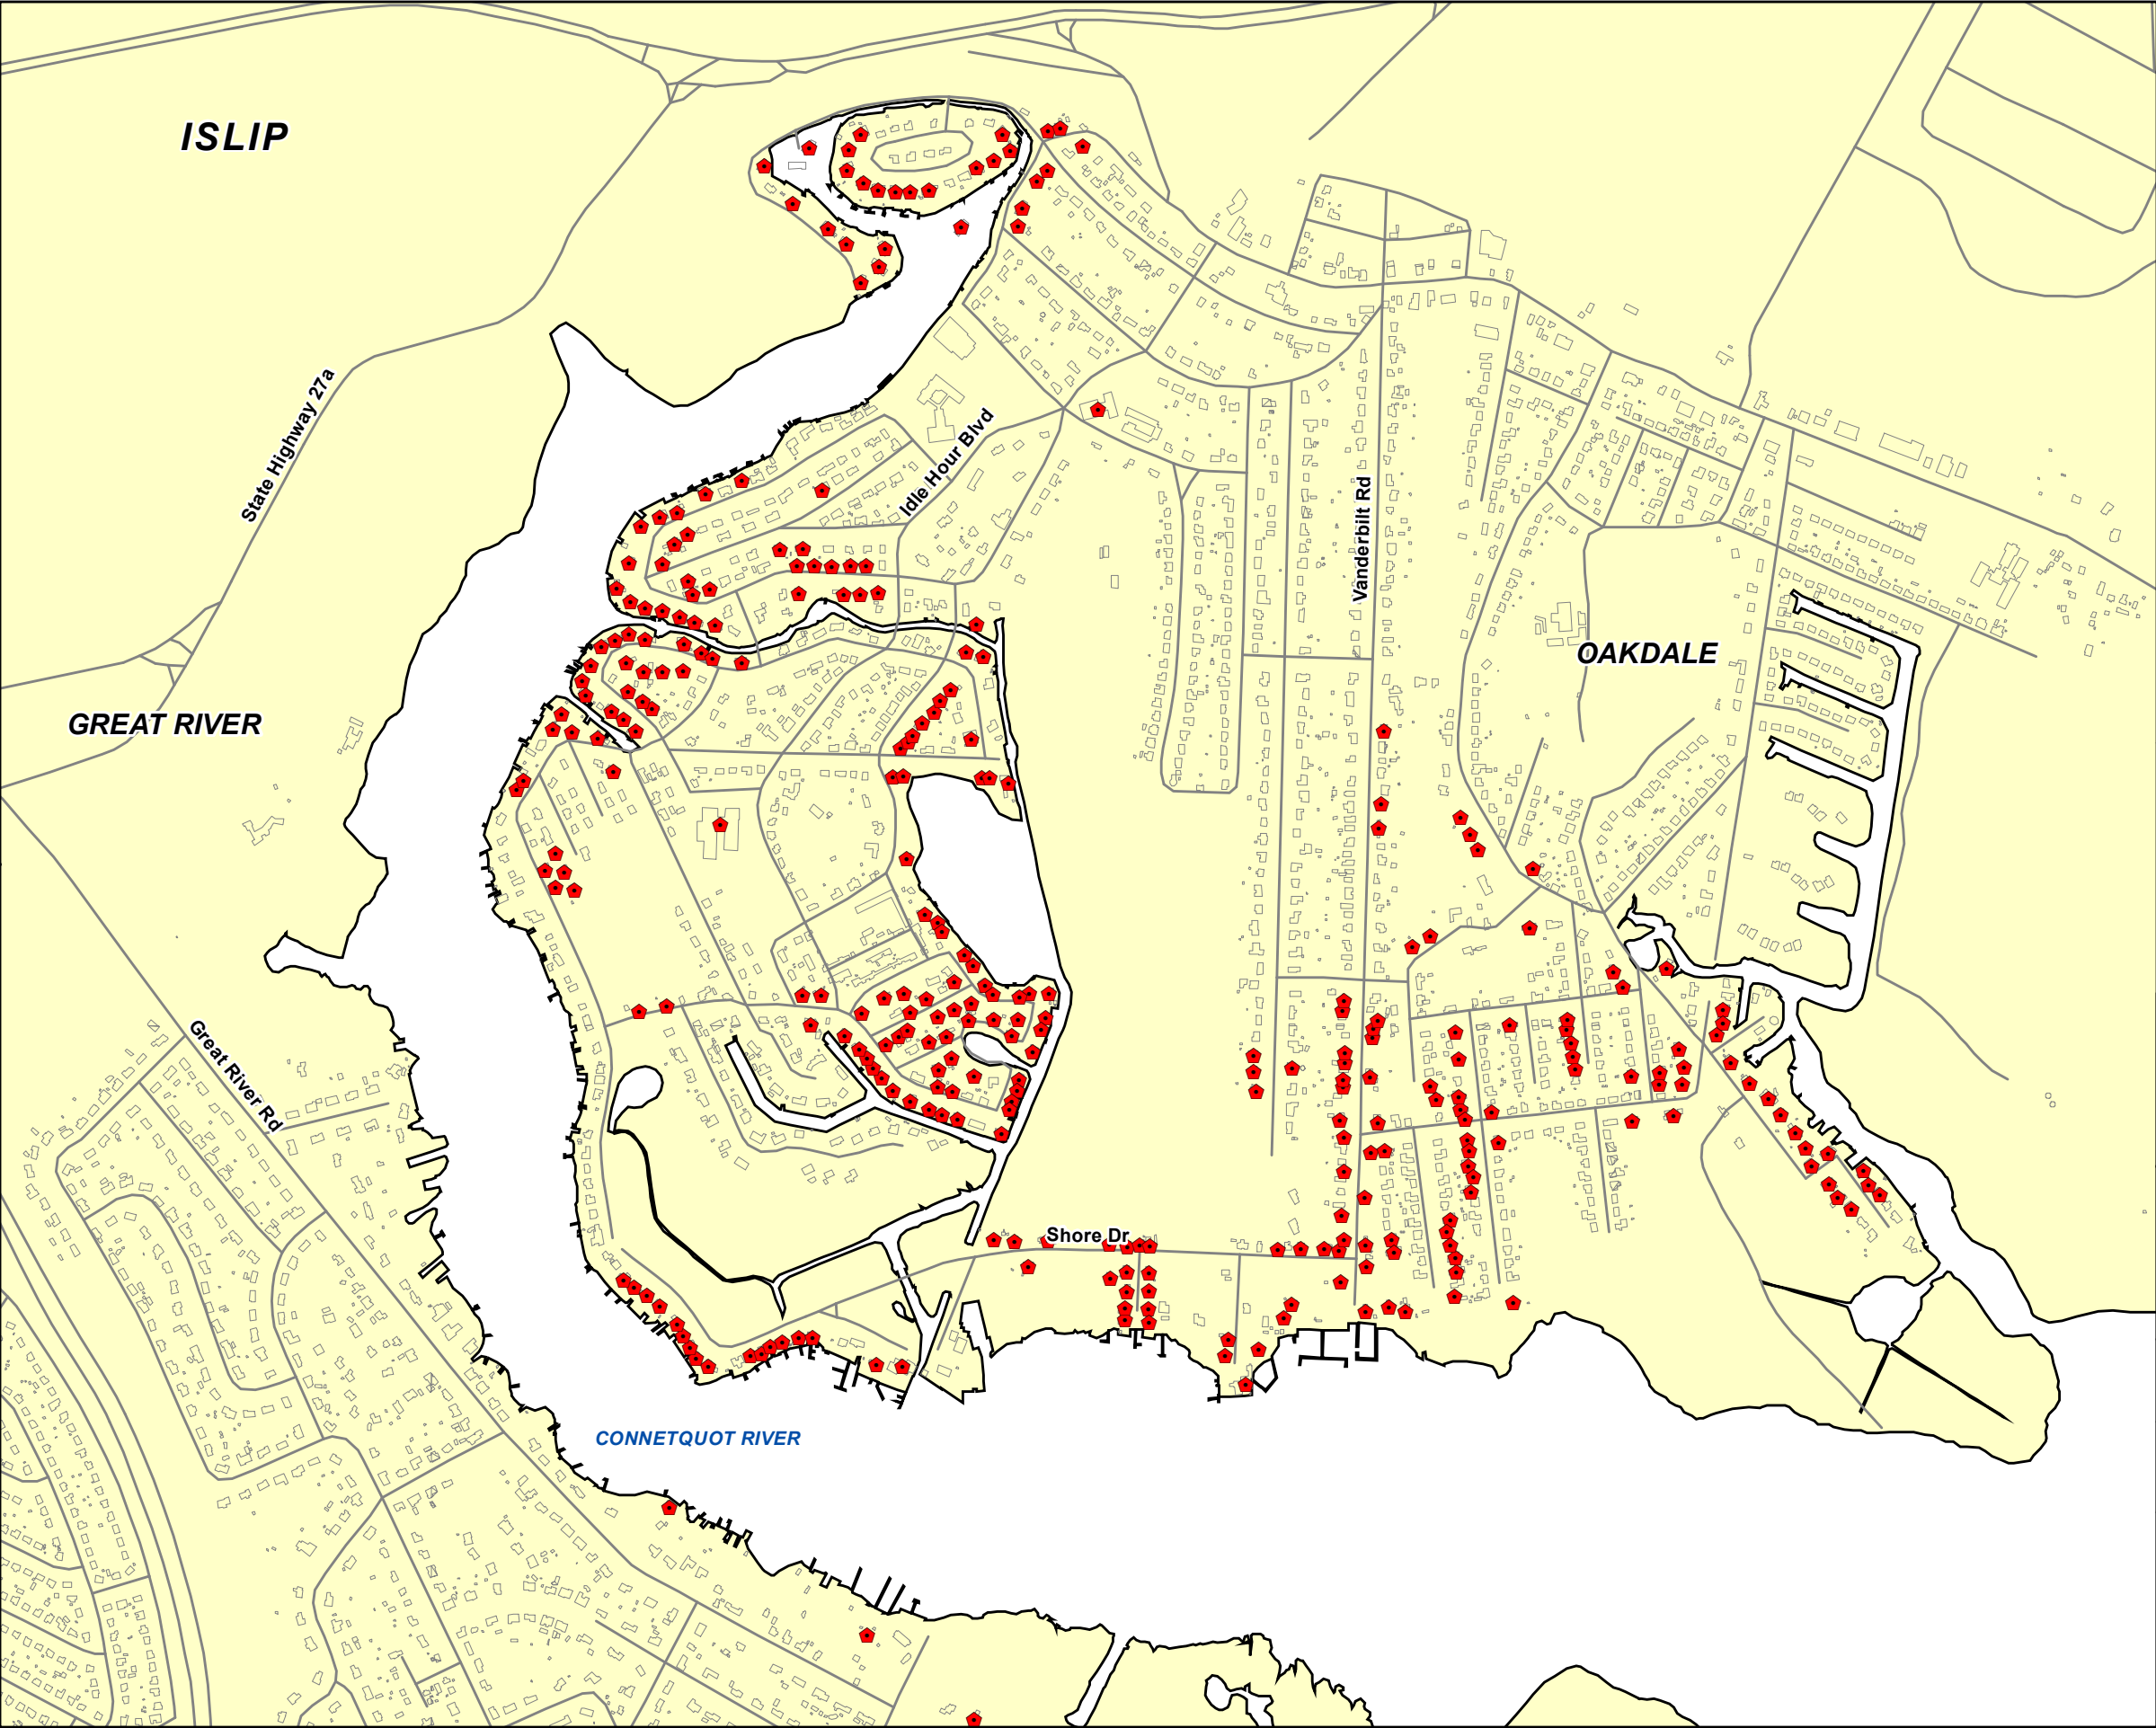 ISLIP
State Highway 27a
Idle Hour Blvd
Vanderbilt Rd
OAKDALE
GREAT RIVER
Great River Rd
Shore Dr
CONNETQUOT RIVER